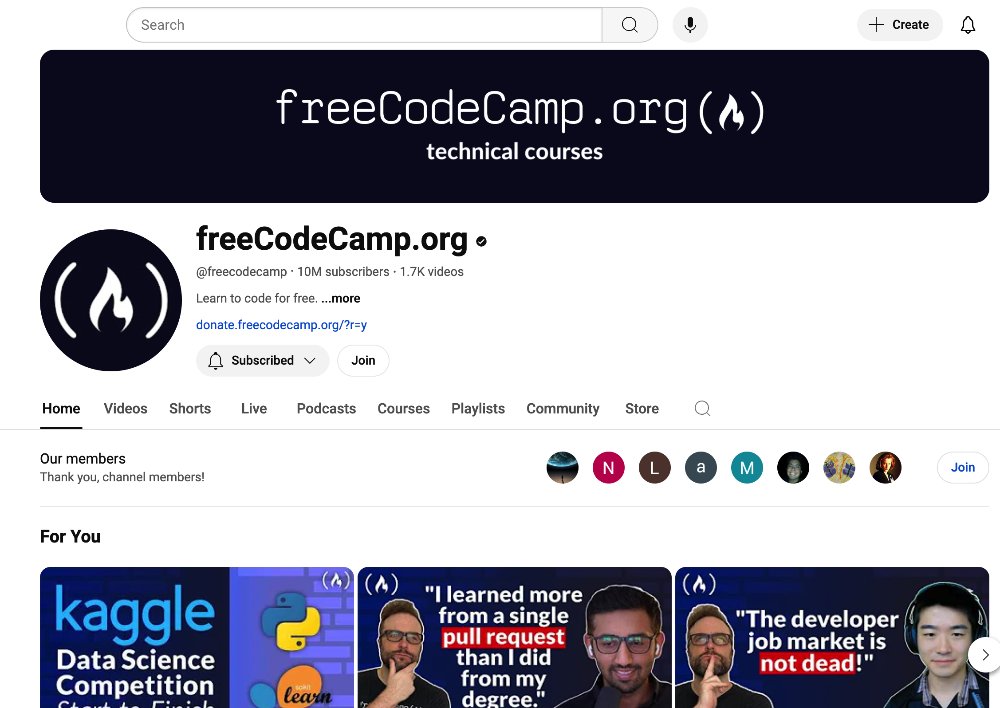 Search
Create
freeCodeCamp.org
technical courses
freeCodeCamp.org
@freecodecamp · 10M subscribers · 1.7K videos
Learn to code for free. ...more
donate.freecodecamp.org/?r=y
Subscribed
Join
Home Videos Shorts Live Podcasts Courses Playlists Community Store
Our members
Thank you, channel members!
N L a M
Join
For You
kaggle
Data Science
Competition
Start to Finish
scikit
learn
"I learned more
from a single
pull request
than I did
from my
degree."
"The developer
job market is
not dead!"